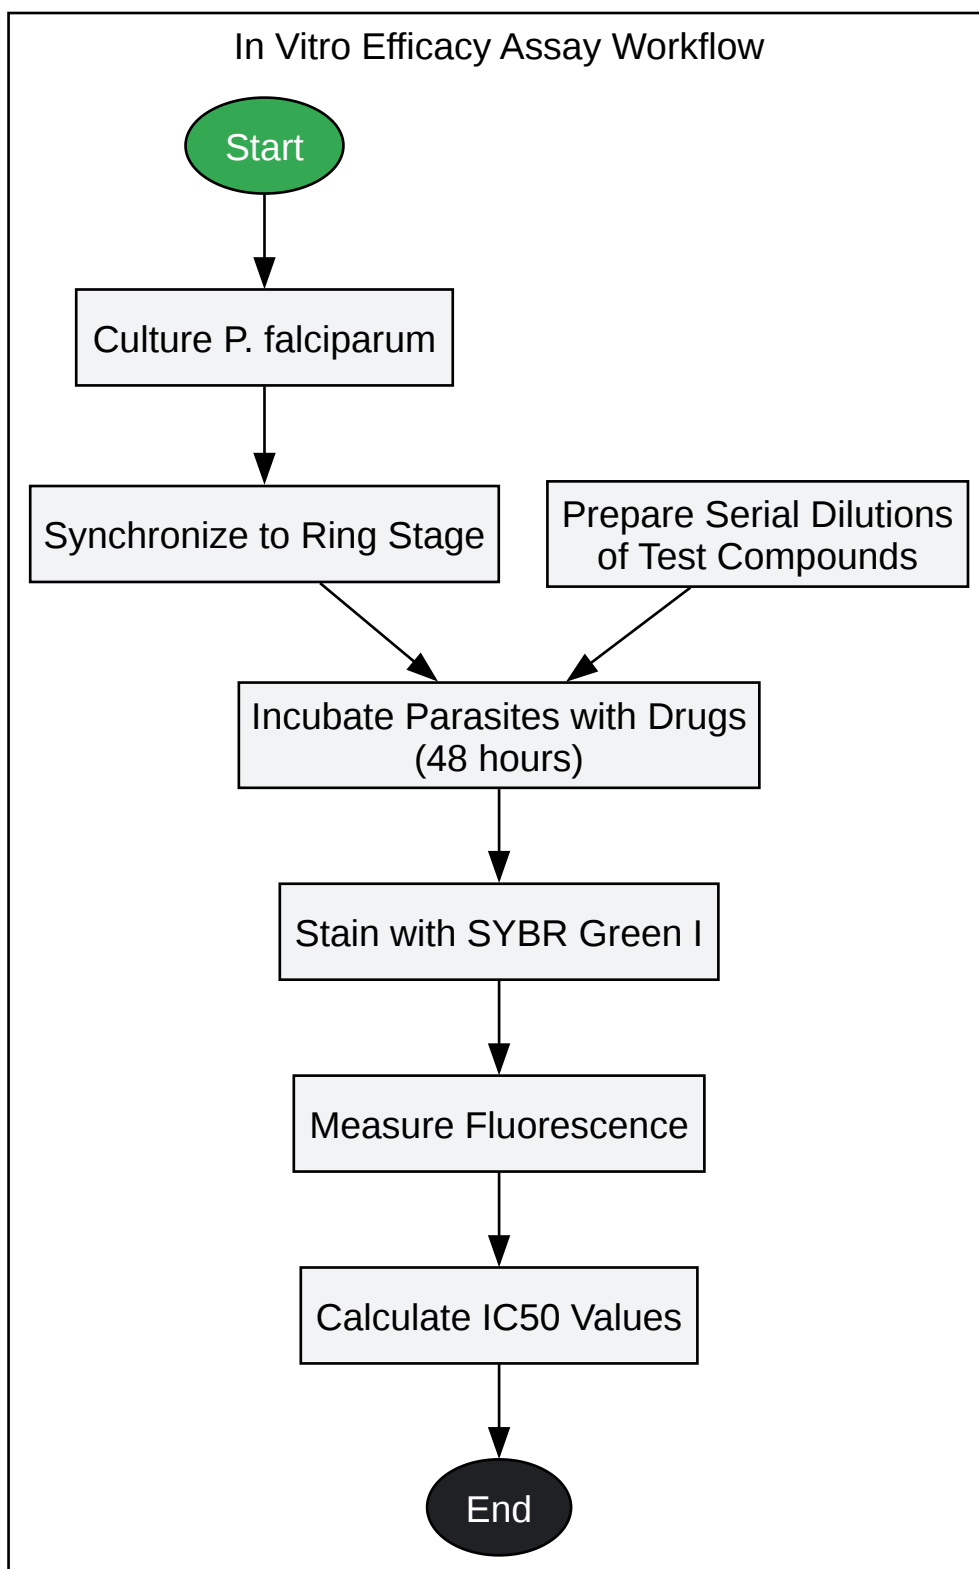 In Vitro Efficacy Assay Workflow
Start
Culture P. falciparum
Synchronize to Ring Stage
Prepare Serial Dilutions
of Test Compounds
Incubate Parasites with Drugs
(48 hours)
Stain with SYBR Green I
Measure Fluorescence
Calculate IC50 Values
End